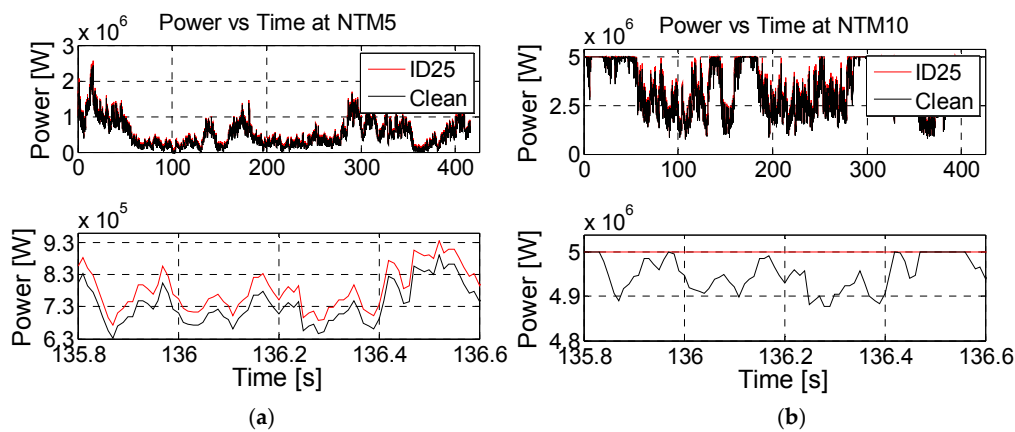 Power vs Time at NTM5
x 10^6
Power [W]
3
2
1
0
0 100 200 300 400
ID25
Clean
x 10^5
Power [W]
9.3
8.3
7.3
6.3
135.8 136 136.2 136.4 136.6
Time [s]
(a)
Power vs Time at NTM10
x 10^6
Power [W]
5
2.5
0
0 100 200 300 400
ID25
Clean
x 10^6
Power [W]
5
4.9
4.8
135.8 136 136.2 136.4 136.6
Time [s]
(b)